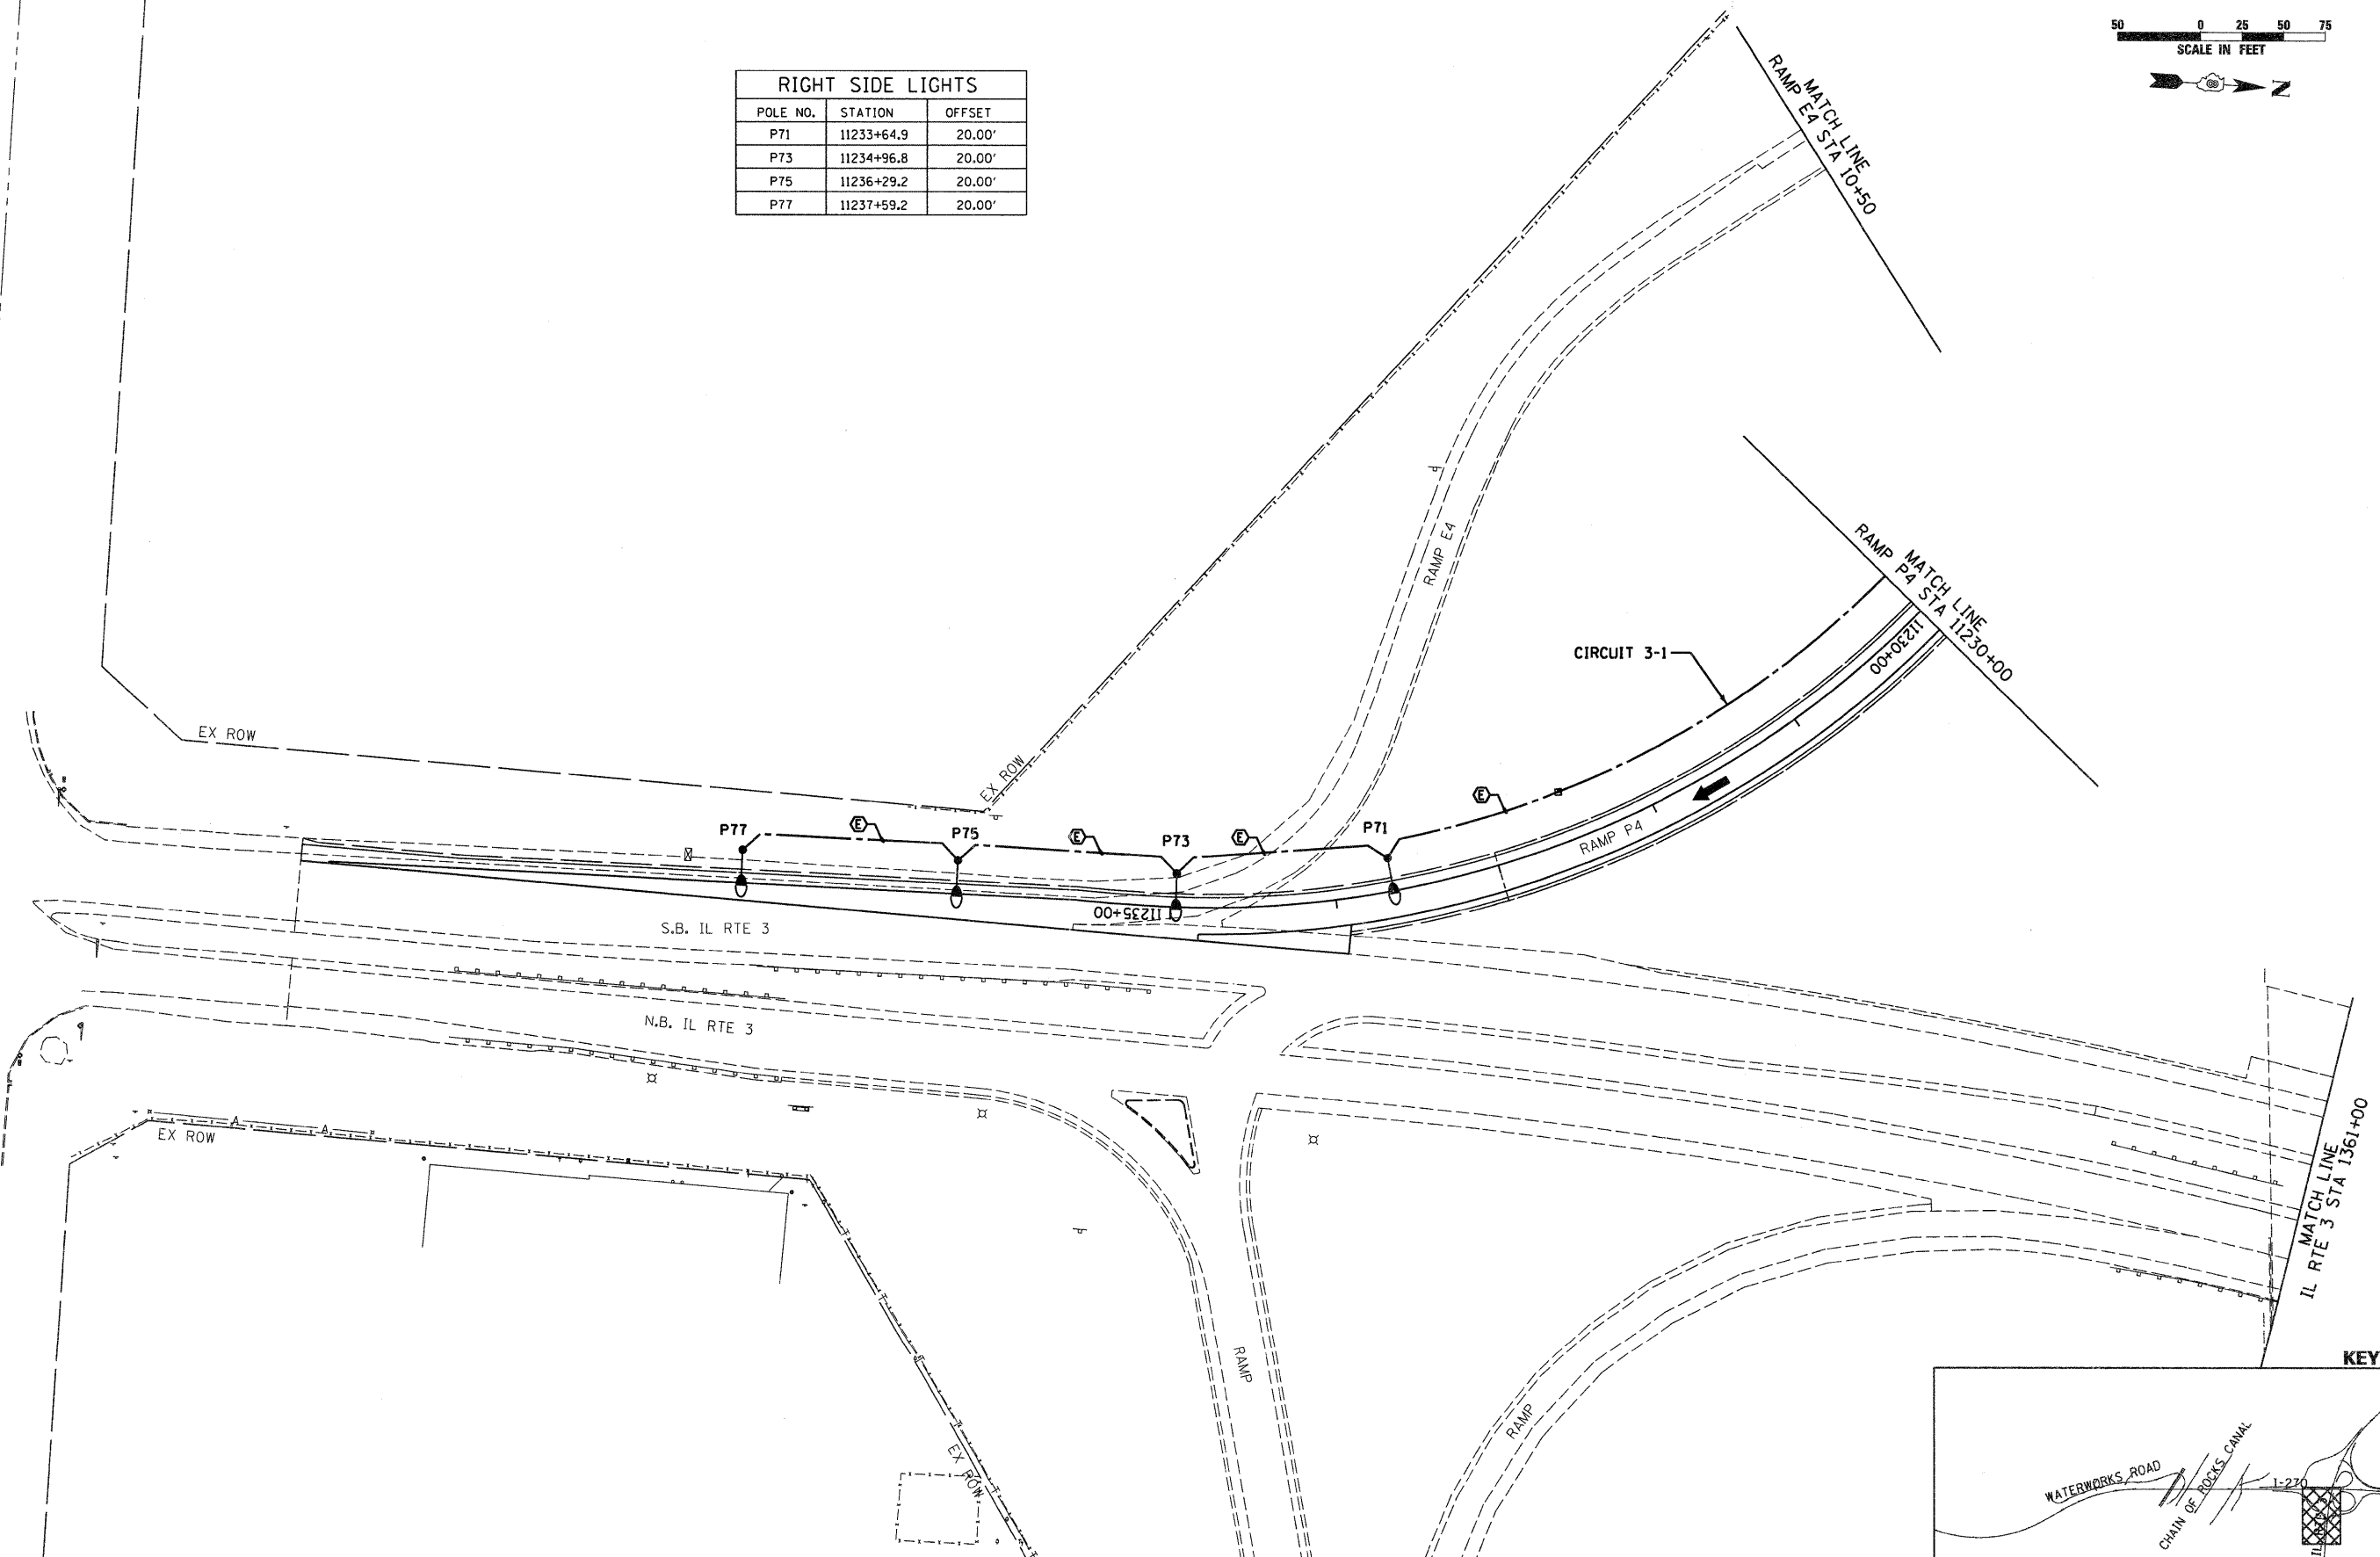 50 0 25 50 75
SCALE IN FEET
N
RIGHT SIDE LIGHTS
POLE NO. STATION OFFSET
P71 11233+64.9 20.00'
P73 11234+96.8 20.00'
P75 11236+29.2 20.00'
P77 11237+59.2 20.00'
MATCH LINE
RAMP E4 STA 10+50
RAMP E4
MATCH LINE
RAMP P4 STA 11230+00
11230+00
CIRCUIT 3-1
EX ROW
EX ROW
E
P77
E
P75
E
P73
E
P71
RAMP P4
11235+00
S.B. IL RTE 3
N.B. IL RTE 3
EX ROW
A
A
MATCH LINE
IL RTE 3 STA 1361+00
RAMP
RAMP
EX ROW
KEY
WATERWORKS ROAD
CHAIN OF ROCKS CANAL
I-270